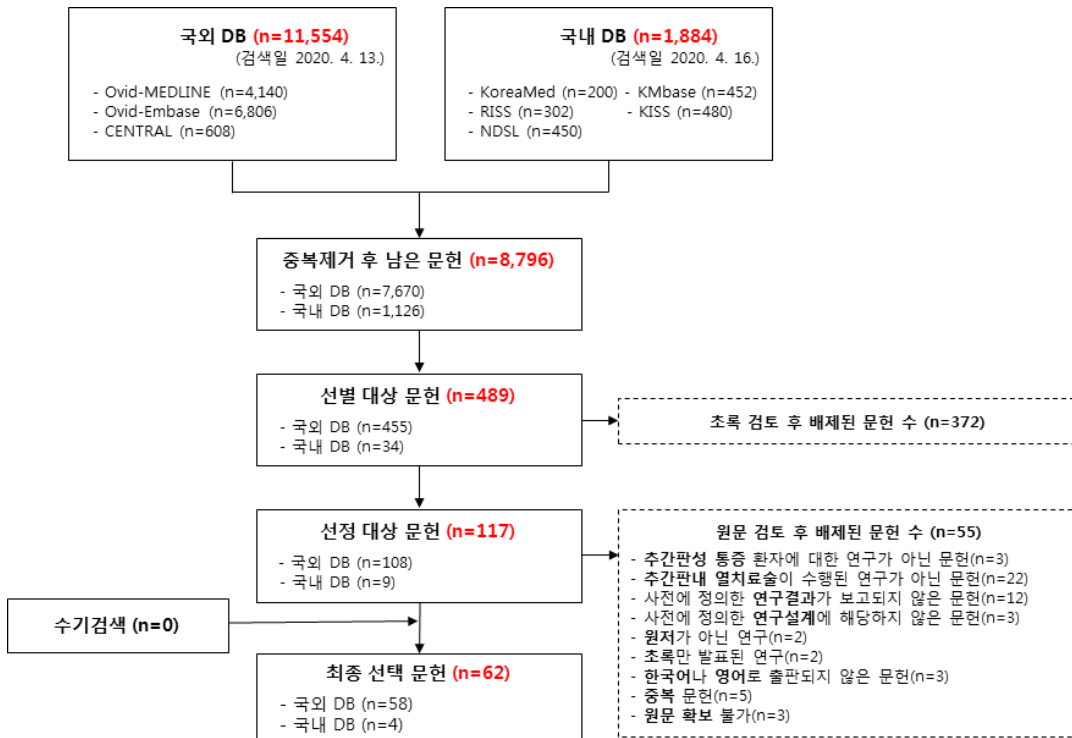 국외 DB (n=11,554)
(검색일 2020. 4. 13.)
- Ovid-MEDLINE (n=4,140)
- Ovid-Embase (n=6,806)
- CENTRAL (n=608)
국내 DB (n=1,884)
(검색일 2020. 4. 16.)
- KoreaMed (n=200) - KMbase (n=452)
- RISS (n=302) - KISS (n=480)
- NDSL (n=450)
중복제거 후 남은 문헌 (n=8,796)
- 국외 DB (n=7,670)
- 국내 DB (n=1,126)
선별 대상 문헌 (n=489)
- 국외 DB (n=455)
- 국내 DB (n=34)
초록 검토 후 배제된 문헌 수 (n=372)
선정 대상 문헌 (n=117)
- 국외 DB (n=108)
- 국내 DB (n=9)
원문 검토 후 배제된 문헌 수 (n=55)
- 추간판성 통증 환자에 대한 연구가 아닌 문헌(n=3)
- 추간판내 열치료술이 수행된 연구가 아닌 문헌(n=22)
- 사전에 정의한 연구결과가 보고되지 않은 문헌(n=12)
- 사전에 정의한 연구설계에 해당하지 않은 문헌(n=3)
- 원저가 아닌 연구(n=2)
- 초록만 발표된 연구(n=2)
- 한국어나 영어로 출판되지 않은 문헌(n=3)
- 중복 문헌(n=5)
- 원문 확보 불가(n=3)
수기검색 (n=0)
최종 선택 문헌 (n=62)
- 국외 DB (n=58)
- 국내 DB (n=4)